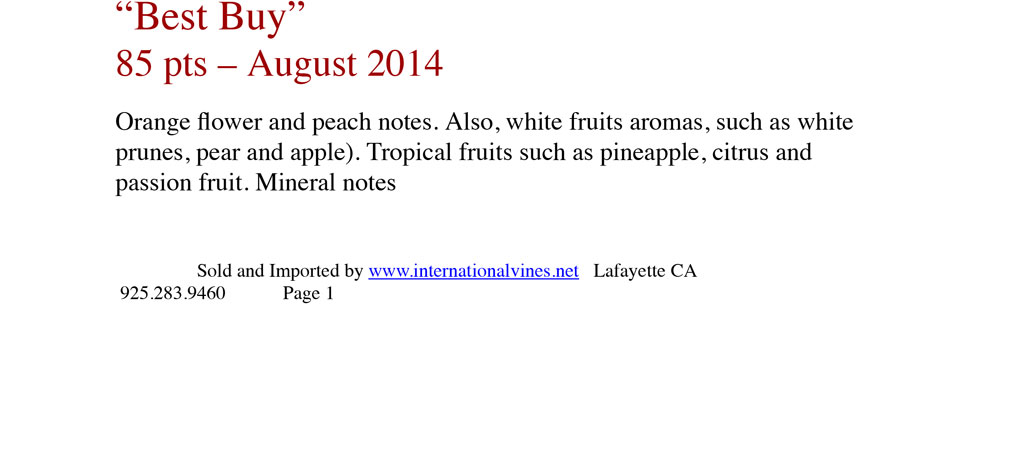 “Best Buy”
85 pts – August 2014
Orange flower and peach notes. Also, white fruits aromas, such as white
prunes, pear and apple). Tropical fruits such as pineapple, citrus and
passion fruit. Mineral notes
Sold and Imported by www.internationalvines.net Lafayette CA
925.283.9460 Page 1